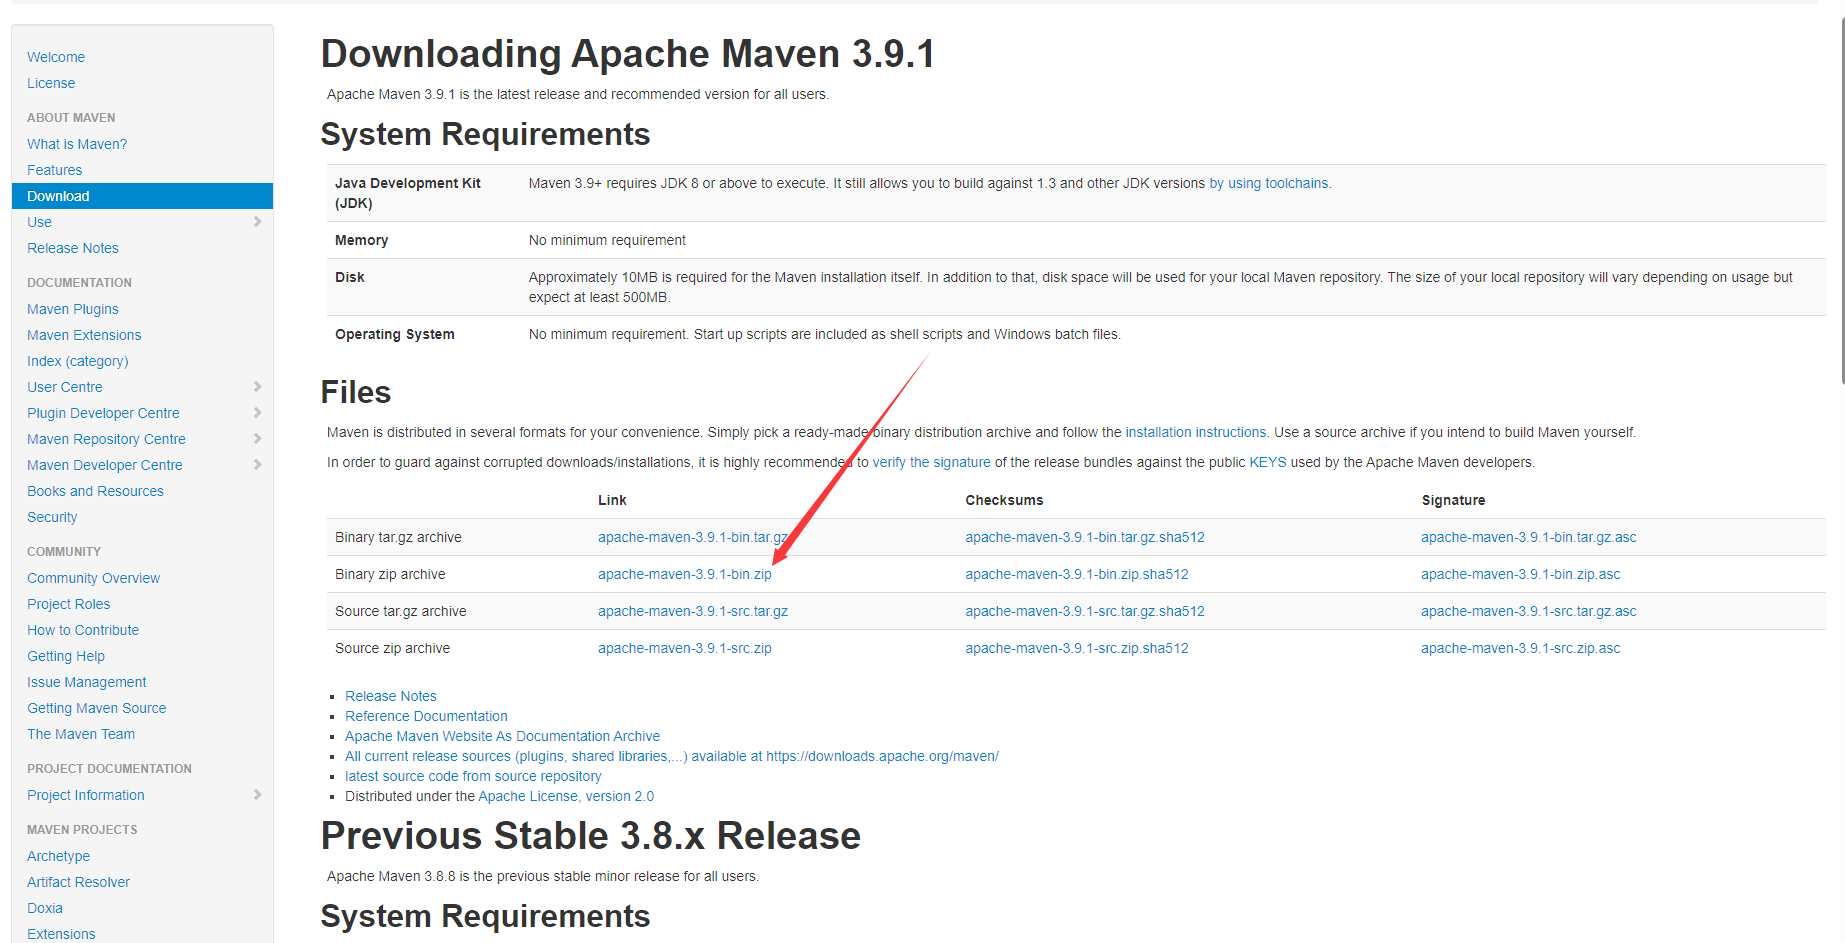 Welcome
License
ABOUT MAVEN
What is Maven?
Features
Download
Use
Release Notes
DOCUMENTATION
Maven Plugins
Maven Extensions
Index (category)
User Centre
Plugin Developer Centre
Maven Repository Centre
Maven Developer Centre
Books and Resources
Security
COMMUNITY
Community Overview
Project Roles
How to Contribute
Getting Help
Issue Management
Getting Maven Source
The Maven Team
PROJECT DOCUMENTATION
Project Information
MAVEN PROJECTS
Archetype
Artifact Resolver
Doxia
Extensions
Downloading Apache Maven 3.9.1
Apache Maven 3.9.1 is the latest release and recommended version for all users.
System Requirements
Java Development Kit (JDK)
Maven 3.9+ requires JDK 8 or above to execute. It still allows you to build against 1.3 and other JDK versions by using toolchains.
Memory
No minimum requirement
Disk
Approximately 10MB is required for the Maven installation itself. In addition to that, disk space will be used for your local Maven repository. The size of your local repository will vary depending on usage but
expect at least 500MB.
Operating System
No minimum requirement. Start up scripts are included as shell scripts and Windows batch files.
Files
Maven is distributed in several formats for your convenience. Simply pick a ready-made binary distribution archive and follow the installation instructions. Use a source archive if you intend to build Maven yourself.
In order to guard against corrupted downloads/installations, it is highly recommended to verify the signature of the release bundles against the public KEYS used by the Apache Maven developers.
Link Checksums Signature
Binary tar.gz archive apache-maven-3.9.1-bin.tar.gz apache-maven-3.9.1-bin.tar.gz.sha512 apache-maven-3.9.1-bin.tar.gz.asc
Binary zip archive apache-maven-3.9.1-bin.zip apache-maven-3.9.1-bin.zip.sha512 apache-maven-3.9.1-bin.zip.asc
Source tar.gz archive apache-maven-3.9.1-src.tar.gz apache-maven-3.9.1-src.tar.gz.sha512 apache-maven-3.9.1-src.tar.gz.asc
Source zip archive apache-maven-3.9.1-src.zip apache-maven-3.9.1-src.zip.sha512 apache-maven-3.9.1-src.zip.asc
Release Notes
Reference Documentation
Apache Maven Website As Documentation Archive
All current release sources (plugins, shared libraries,...) available at https://downloads.apache.org/maven/
latest source code from source repository
Distributed under the Apache License, version 2.0
Previous Stable 3.8.x Release
Apache Maven 3.8.8 is the previous stable minor release for all users.
System Requirements